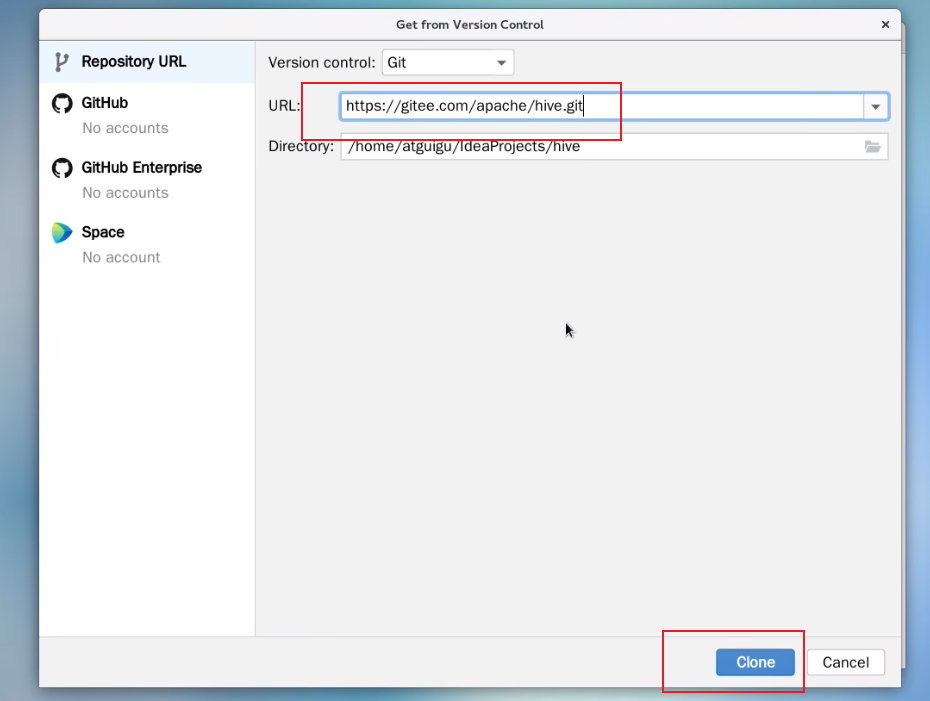 Get from Version Control
Repository URL
GitHub
No accounts
GitHub Enterprise
No accounts
Space
No account
Version control: Git
URL: https://gitee.com/apache/hive.git
Directory: /home/atguigu/IdeaProjects/hive
Clone Cancel